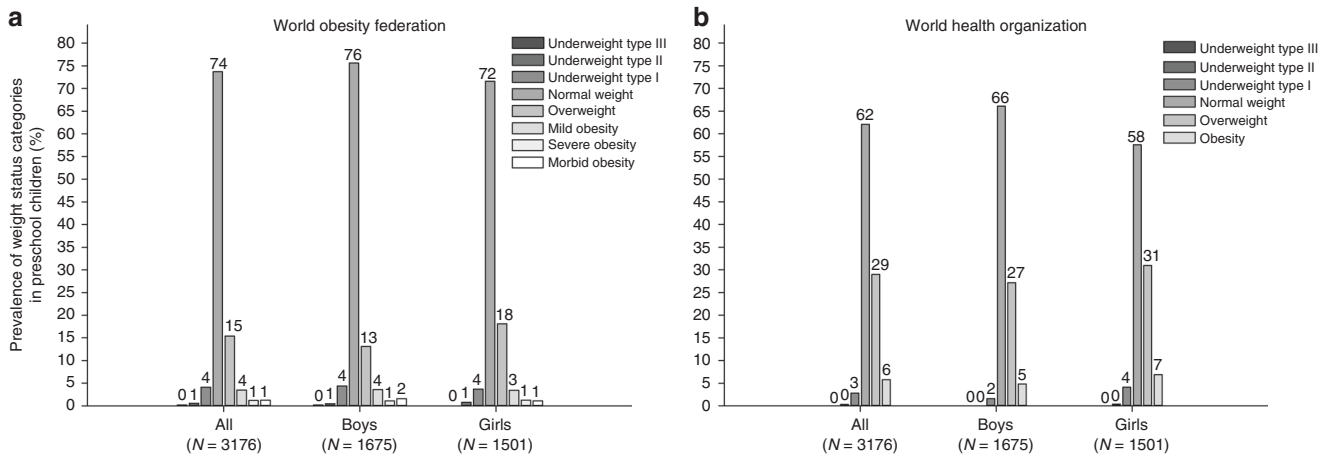 a
World obesity federation
Prevalence of weight status categories
in preschool children (%)
80
75
70
65
60
55
50
45
40
35
30
25
20
15
10
5
0
Underweight type III
Underweight type II
Underweight type I
Normal weight
Overweight
Mild obesity
Severe obesity
Morbid obesity
0 1 4 74 15 4 1 1
0 1 4 76 13 4 1 2
0 1 4 72 18 3 1 1
All Boys Girls
(N = 3176) (N = 1675) (N = 1501)
b
World health organization
80
75
70
65
60
55
50
45
40
35
30
25
20
15
10
5
0
Underweight type III
Underweight type II
Underweight type I
Normal weight
Overweight
Obesity
0 0 3 62 29 6
0 0 2 66 27 5
0 0 4 58 31 7
All Boys Girls
(N = 3176) (N = 1675) (N = 1501)